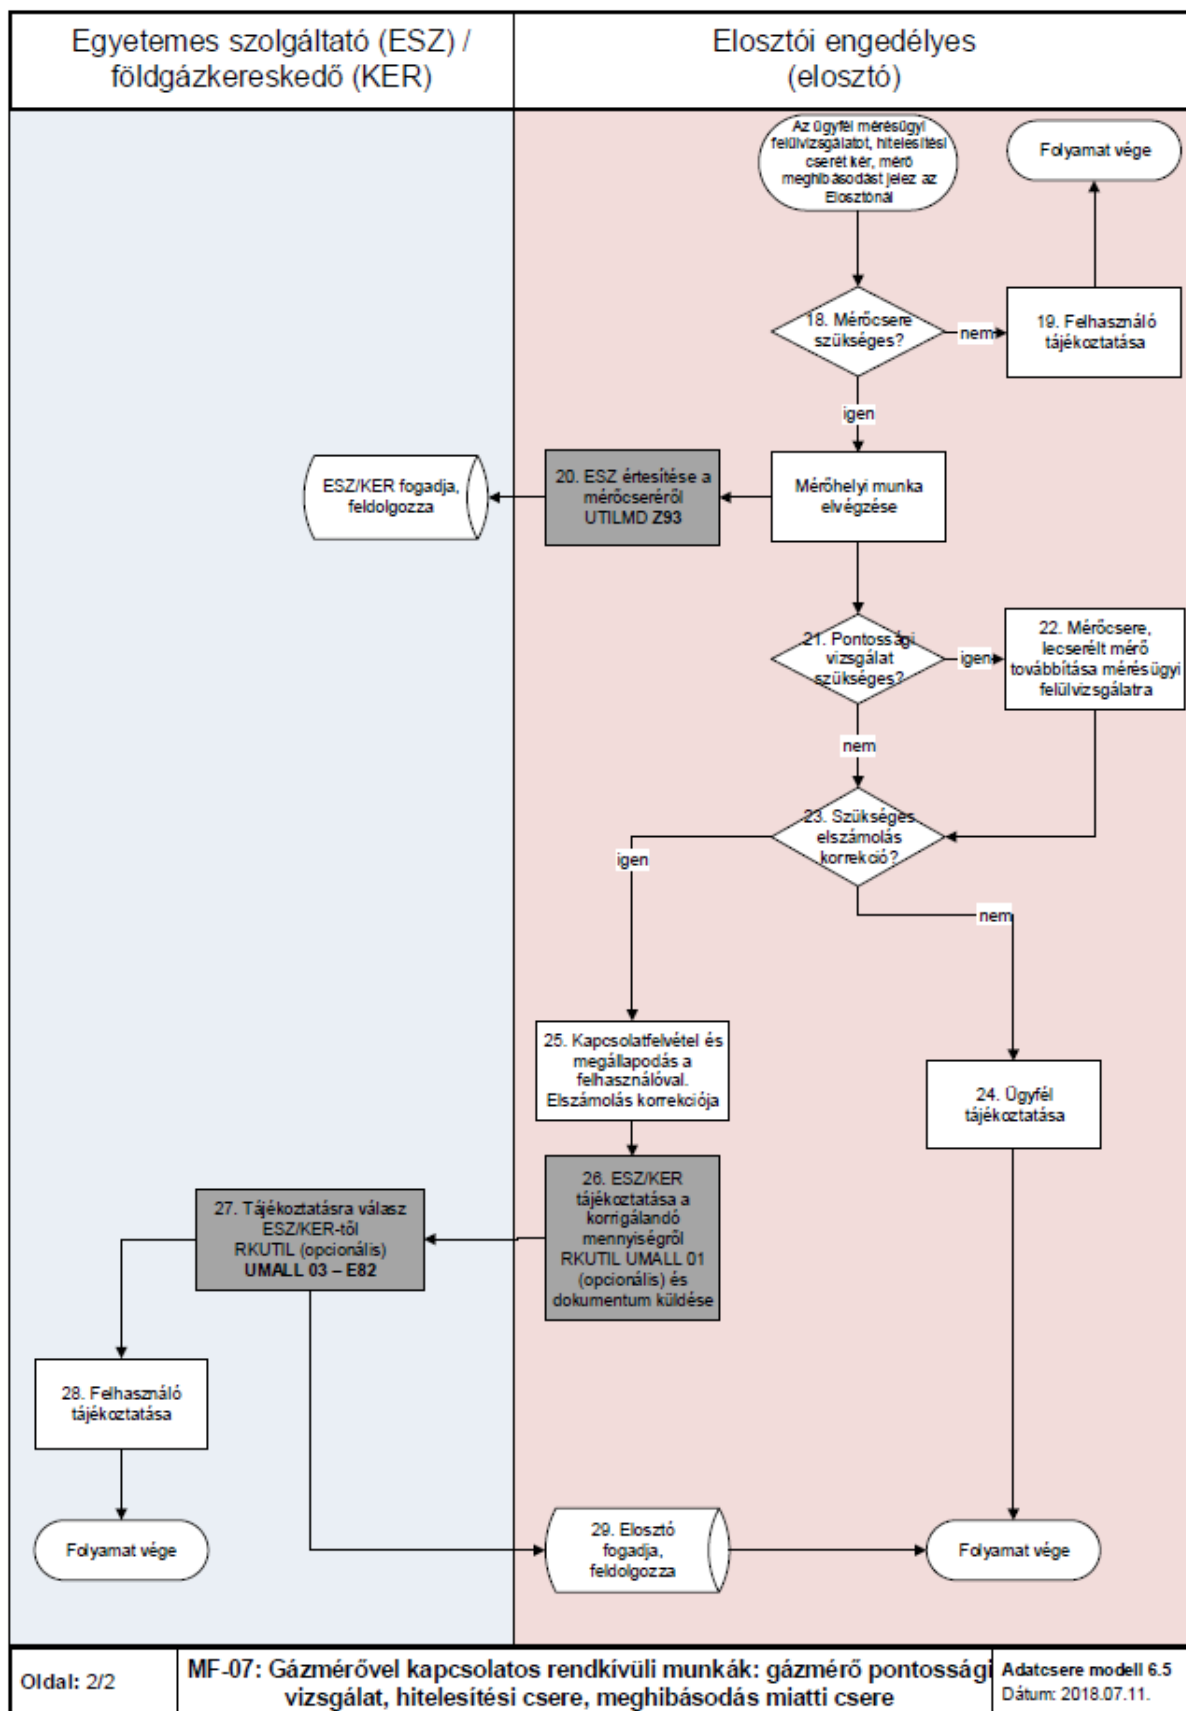 Egyetemes szolgáltató (ESZ) /
földgázkereskedő (KER)
Elosztói engedélyes
(elosztó)
Az ügyfél mérésügyi
felülvizsgálatot, hitelesítési
cserét kér, mérő
meghibásodást jelez az
Elosztónál
Folyamat vége
18. Mérőcsere
szükséges?
nem
19. Felhasználó
tájékoztatása
igen
ESZ/KER fogadja,
feldolgozza
20. ESZ értesítése a
mérőcseréről
UTILMD Z93
Mérőhelyi munka
elvégzése
21. Pontossági
vizsgálat
szükséges?
igen
22. Mérőcsere,
lecserélt mérő
továbbítása mérésügyi
felülvizsgálatra
nem
23. Szükséges
elszámolás
korrekció?
igen
nem
25. Kapcsolatfelvétel és
megállapodás a
felhasználóval.
Elszámolás korrekciója
24. Ügyfél
tájékoztatása
26. ESZ/KER
tájékoztatása a
korrigálandó
mennyiségről
RKUTIL UMALL 01
(opcionális) és
dokumentum küldése
27. Tájékoztatásra válasz
ESZ/KER-től
RKUTIL (opcionális)
UMALL 03 – E82
28. Felhasználó
tájékoztatása
Folyamat vége
29. Elosztó
fogadja,
feldolgozza
Folyamat vége
Oldal: 2/2
MF-07: Gázmérővel kapcsolatos rendkívüli munkák: gázmérő pontossági
vizsgálat, hitelesítési csere, meghibásodás miatti csere
Adatcsere modell 6.5
Dátum: 2018.07.11.